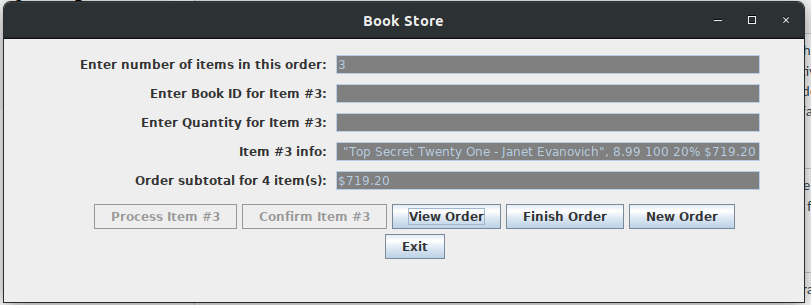 Book Store
Enter number of items in this order: 3
Enter Book ID for Item #3:
Enter Quantity for Item #3:
Item #3 info: "Top Secret Twenty One - Janet Evanovich", 8.99 100 20% $719.20
Order subtotal for 4 item(s): $719.20
Process Item #3 Confirm Item #3 View Order Finish Order New Order
Exit